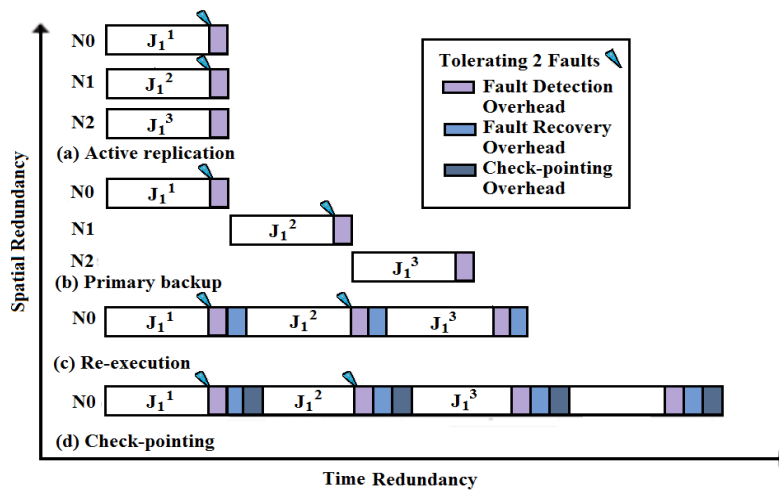 N0 J₁¹
N1 J₁²
N2 J₁³
(a) Active replication
N0 J₁¹
N1 J₁²
N2 J₁³
(b) Primary backup
N0 J₁¹ J₁² J₁³
(c) Re-execution
N0 J₁¹ J₁² J₁³
(d) Check-pointing
Tolerating 2 Faults
Fault Detection
Overhead
Fault Recovery
Overhead
Check-pointing
Overhead
Spatial Redundancy
Time Redundancy